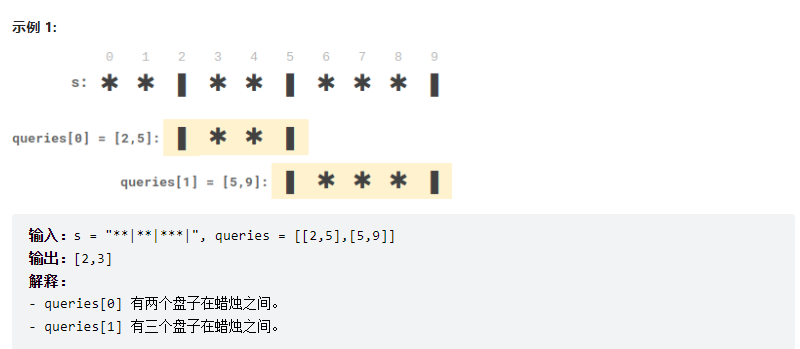 示例 1:
0 1 2 3 4 5 6 7 8 9
s: * * | * * | * * * |
queries[0] = [2,5]: | * * |
queries[1] = [5,9]: | * * * |
输入：s = "**|**|***|", queries = [[2,5],[5,9]]
输出：[2,3]
解释：
- queries[0] 有两个盘子在蜡烛之间。
- queries[1] 有三个盘子在蜡烛之间。